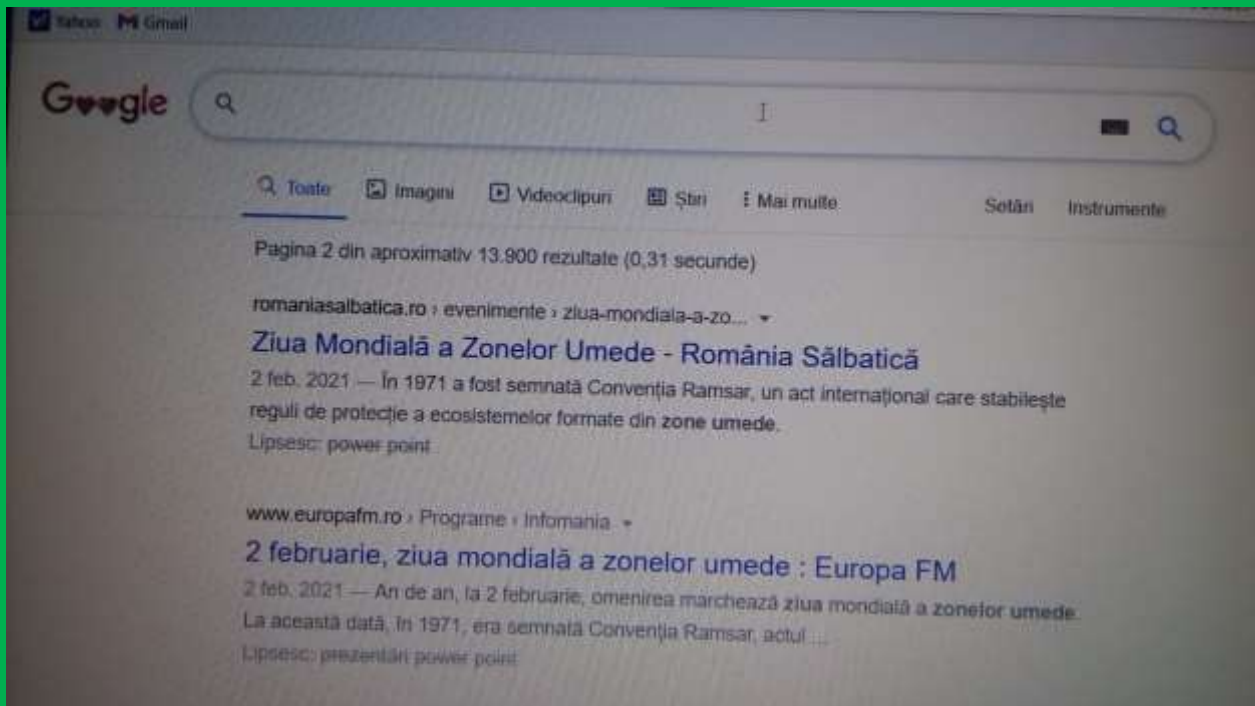 Yahoo Gmail
Google
Toate Imagini Videoclipuri Știri Mai multe Setări Instrumente
Pagina 2 din aproximativ 13.900 rezultate (0,31 secunde)
romaniasalbatica.ro › evenimente › ziua-mondiala-a-zo...
Ziua Mondială a Zonelor Umede - România Sălbatică
2 feb. 2021 — În 1971 a fost semnată Convenția Ramsar, un act internațional care stabilește
reguli de protecție a ecosistemelor formate din zone umede.
Lipsesc: power point
www.europafm.ro › Programe › Infomania
2 februarie, ziua mondială a zonelor umede : Europa FM
2 feb. 2021 — An de an, la 2 februarie, omenirea marchează ziua mondială a zonelor umede.
La această dată, în 1971, era semnată Convenția Ramsar, actul ...
Lipsesc: prezentări power point